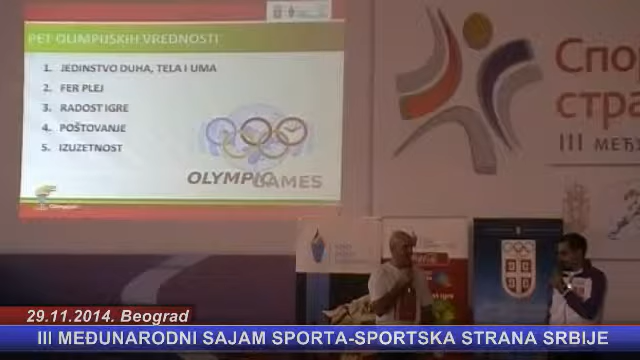 PET OLIMPIJSKIH VREDNOSTI
1. JEDINSTVO DUHA, TELA I UMA
2. FER PLEJ
3. RADOST IGRE
4. POŠTOVANJE
5. IZUZETNOST
OLYMPIC GAMES
Спор
стра
III МЕЂУ
29.11.2014. Beograd
III MEĐUNARODNI SAJAM SPORTA-SPORTSKA STRANA SRBIJE